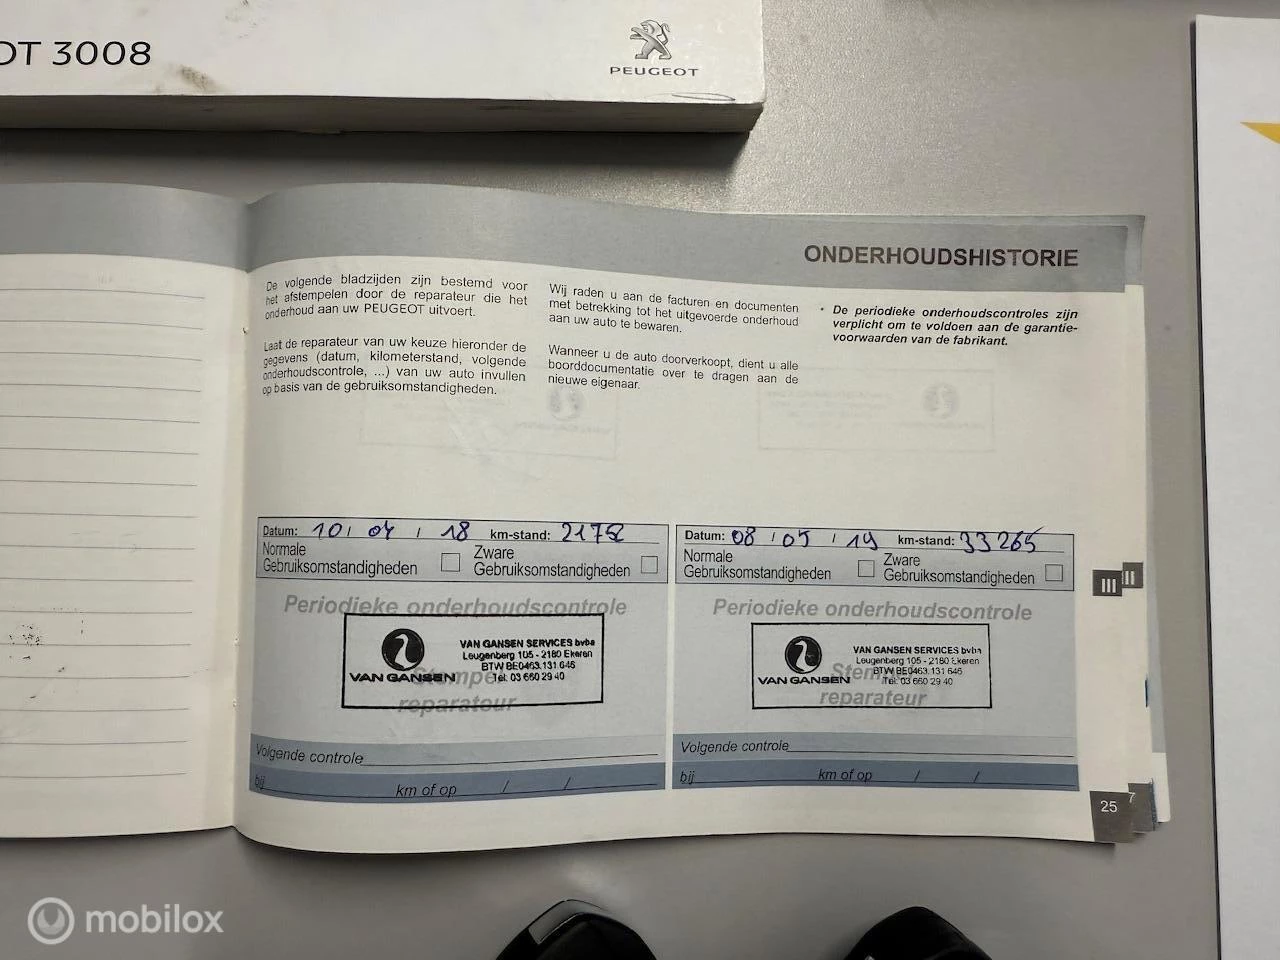 OT 3008
PEUGEOT
ONDERHOUDSHISTORIE
De volgende bladzijden zijn bestemd voor
het afstempelen door de reparateur die het
onderhoud aan uw PEUGEOT uitvoert.
Laat de reparateur van uw keuze hieronder de
gegevens (datum, kilometerstand, volgende
onderhoudscontrole, ...) van uw auto invullen
op basis van de gebruiksomstandigheden.
Wij raden u aan de facturen en documenten
met betrekking tot het uitgevoerde onderhoud
aan uw auto te bewaren.
Wanneer u de auto doorverkoopt, dient u alle
boorddocumentatie over te dragen aan de
nieuwe eigenaar.
• De periodieke onderhoudscontroles zijn
verplicht om te voldoen aan de garantie-
voorwaarden van de fabrikant.
Datum: 10 / 04 / 18 km-stand:
Normale
Gebruiksomstandigheden
Zware
Gebruiksomstandigheden
Periodieke onderhoudscontrole
VAN GANSEN
VAN GANSEN SERVICES bvba
Leugenberg 105 - 2180 Ekeren
BTW BE0463.131.646
Tel. 03 660 29 40
Stempel
reparateur
Volgende controle
bij km of op / /
Datum: 08 / 05 / 19 km-stand: 33265
Normale
Gebruiksomstandigheden
Zware
Gebruiksomstandigheden
Periodieke onderhoudscontrole
VAN GANSEN
VAN GANSEN SERVICES bvba
Leugenberg 105 - 2180 Ekeren
BTW BE0463.131.646
Tel. 03 660 29 40
Stempel
reparateur
Volgende controle
bij km of op / /
III
II
25
7
mobilox